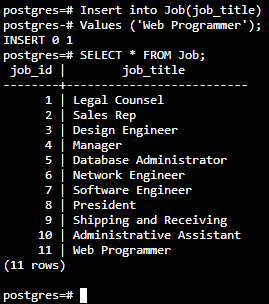 postgres=# Insert into Job(job_title)
postgres=# Values ('Web Programmer');
INSERT 0 1
postgres=# SELECT * FROM Job;
 job_id |        job_title
--------+--------------------------
      1 | Legal Counsel
      2 | Sales Rep
      3 | Design Engineer
      4 | Manager
      5 | Database Administrator
      6 | Network Engineer
      7 | Software Engineer
      8 | President
      9 | Shipping and Receiving
     10 | Administrative Assistant
     11 | Web Programmer
(11 rows)
postgres=#